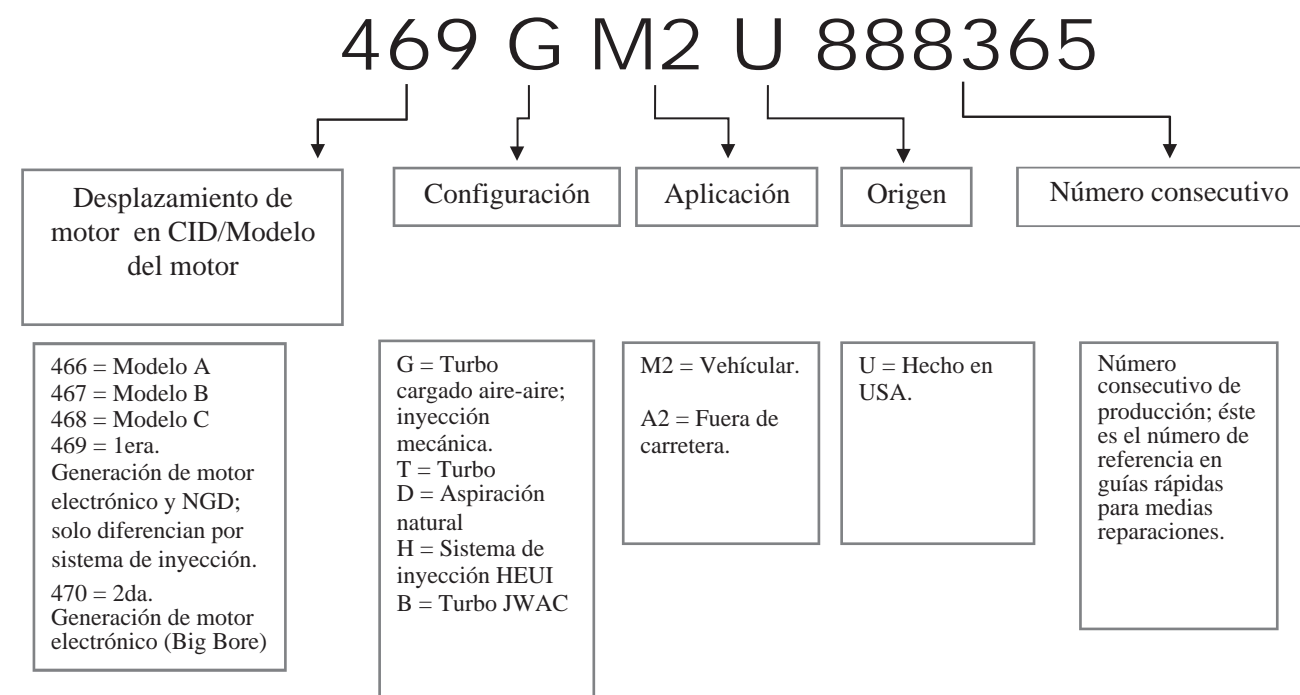 469 G M2 U 888365
Desplazamiento de
motor en CID/Modelo
del motor
Configuración
Aplicación
Origen
Número consecutivo
466 = Modelo A
467 = Modelo B
468 = Modelo C
469 = 1era.
Generación de motor
electrónico y NGD;
solo diferencian por
sistema de inyección.
470 = 2da.
Generación de motor
electrónico (Big Bore)
G = Turbo
cargado aire-aire;
inyección
mecánica.
T = Turbo
D = Aspiración
natural
H = Sistema de
inyección HEUI
B = Turbo JWAC
M2 = Vehícular.
A2 = Fuera de
carretera.
U = Hecho en
USA.
Número
consecutivo de
producción; éste
es el número de
referencia en
guías rápidas
para medias
reparaciones.